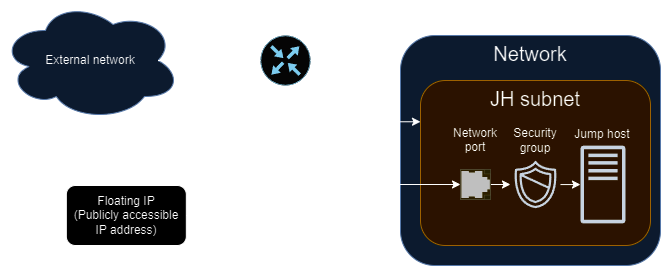 External network
Network
JH subnet
Network
port
Security
group
Jump host
Floating IP
(Publicly accessible
IP address)